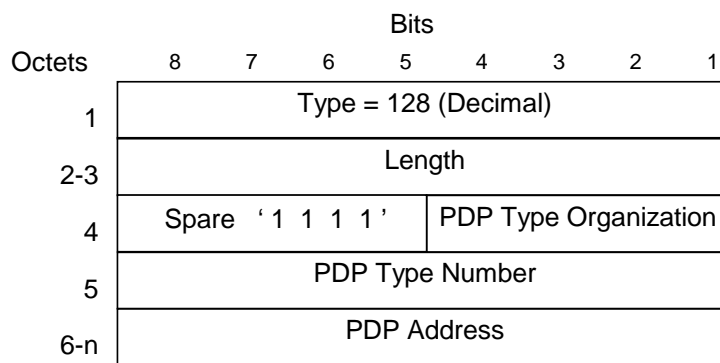 Bits
Octets 8 7 6 5 4 3 2 1
1 Type = 128 (Decimal)
2-3 Length
4 Spare ‘ 1 1 1 1 ’ PDP Type Organization
5 PDP Type Number
6-n PDP Address